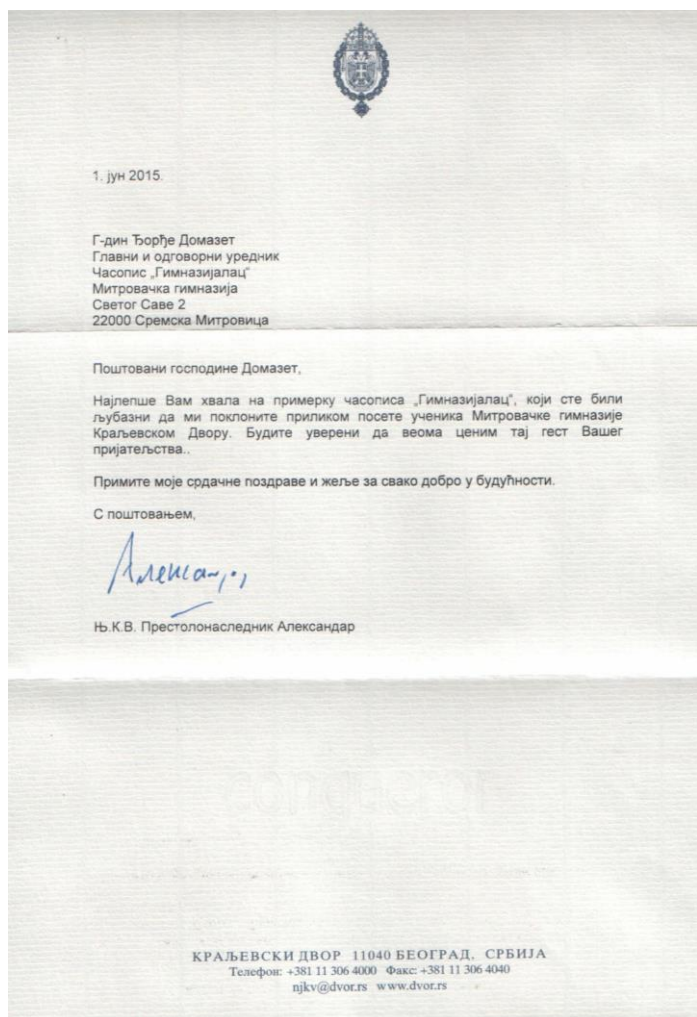 1. јун 2015.
Г-дин Ђорђе Домазет
Главни и одговорни уредник
Часопис „Гимназијалац“
Митровачка гимназија
Светог Саве 2
22000 Сремска Митровица
Поштовани господине Домазет,
Најлепше Вам хвала на примерку часописа „Гимназијалац“, који сте били
љубазни да ми поклоните приликом посете ученика Митровачке гимназије
Краљевском Двору. Будите уверени да веома ценим тај гест Вашег
пријатељства..
Примите моје срдачне поздраве и жеље за свако добро у будућности.
С поштовањем,
Њ.К.В. Престолонаследник Александар
conqueror
КРАЉЕВСКИ ДВОР 11040 БЕОГРАД, СРБИЈА
Телефон: +381 11 306 4000 Факс: +381 11 306 4040
njkv@dvor.rs www.dvor.rs